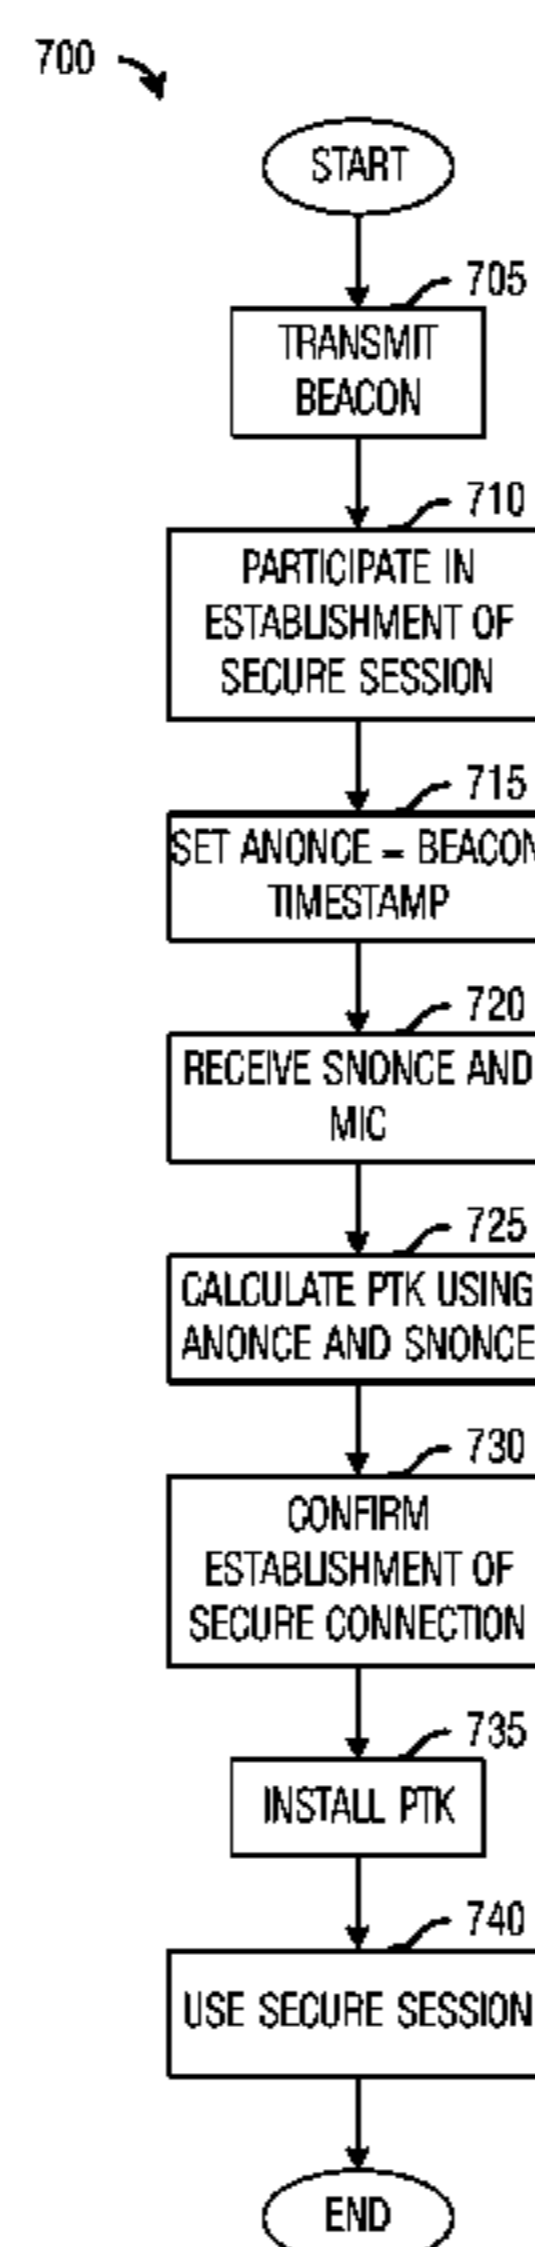 700
START
705
TRANSMIT
BEACON
710
PARTICIPATE IN
ESTABLISHMENT OF
SECURE SESSION
715
SET ANONCE = BEACON
TIMESTAMP
720
RECEIVE SNONCE AND
MIC
725
CALCULATE PTK USING
ANONCE AND SNONCE
730
CONFIRM
ESTABLISHMENT OF
SECURE CONNECTION
735
INSTALL PTK
740
USE SECURE SESSION
END